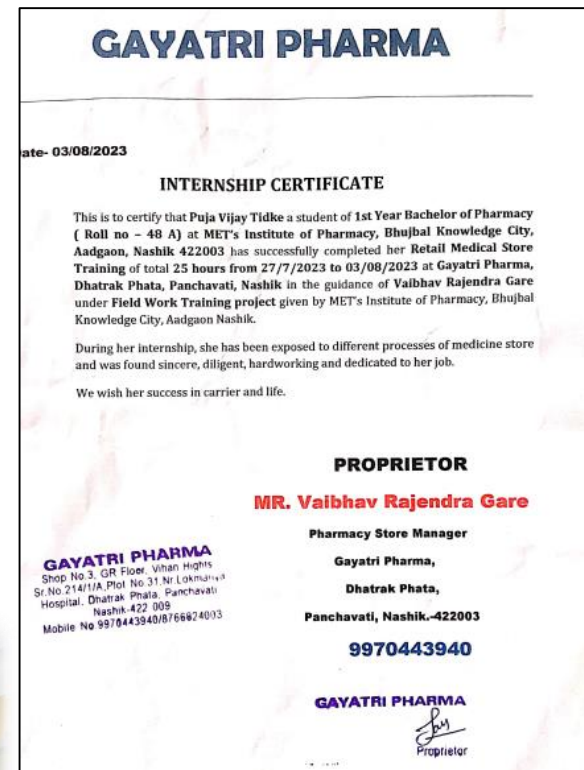 GAYATRI PHARMA
ate- 03/08/2023
INTERNSHIP CERTIFICATE
This is to certify that Puja Vijay Tidke a student of 1st Year Bachelor of Pharmacy
( Roll no – 48 A) at MET's Institute of Pharmacy, Bhujbal Knowledge City,
Aadgaon, Nashik 422003 has successfully completed her Retail Medical Store
Training of total 25 hours from 27/7/2023 to 03/08/2023 at Gayatri Pharma,
Dhatrak Phata, Panchavati, Nashik in the guidance of Vaibhav Rajendra Gare
under Field Work Training project given by MET's Institute of Pharmacy, Bhujbal
Knowledge City, Aadgaon Nashik.
During her internship, she has been exposed to different processes of medicine store
and was found sincere, diligent, hardworking and dedicated to her job.
We wish her success in carrier and life.
PROPRIETOR
MR. Vaibhav Rajendra Gare
Pharmacy Store Manager
Gayatri Pharma,
Dhatrak Phata,
Panchavati, Nashik.-422003
9970443940
GAYATRI PHARMA
Shop No.3, GR Floer, Vihan Hights
Sr.No.214/1/A,Plot No.31,Nr.Lokmanya
Hospital, Dhatrak Phata, Panchavati
Nashik-422 009
Mobile No 9970443940/8766824003
GAYATRI PHARMA
Proprietor